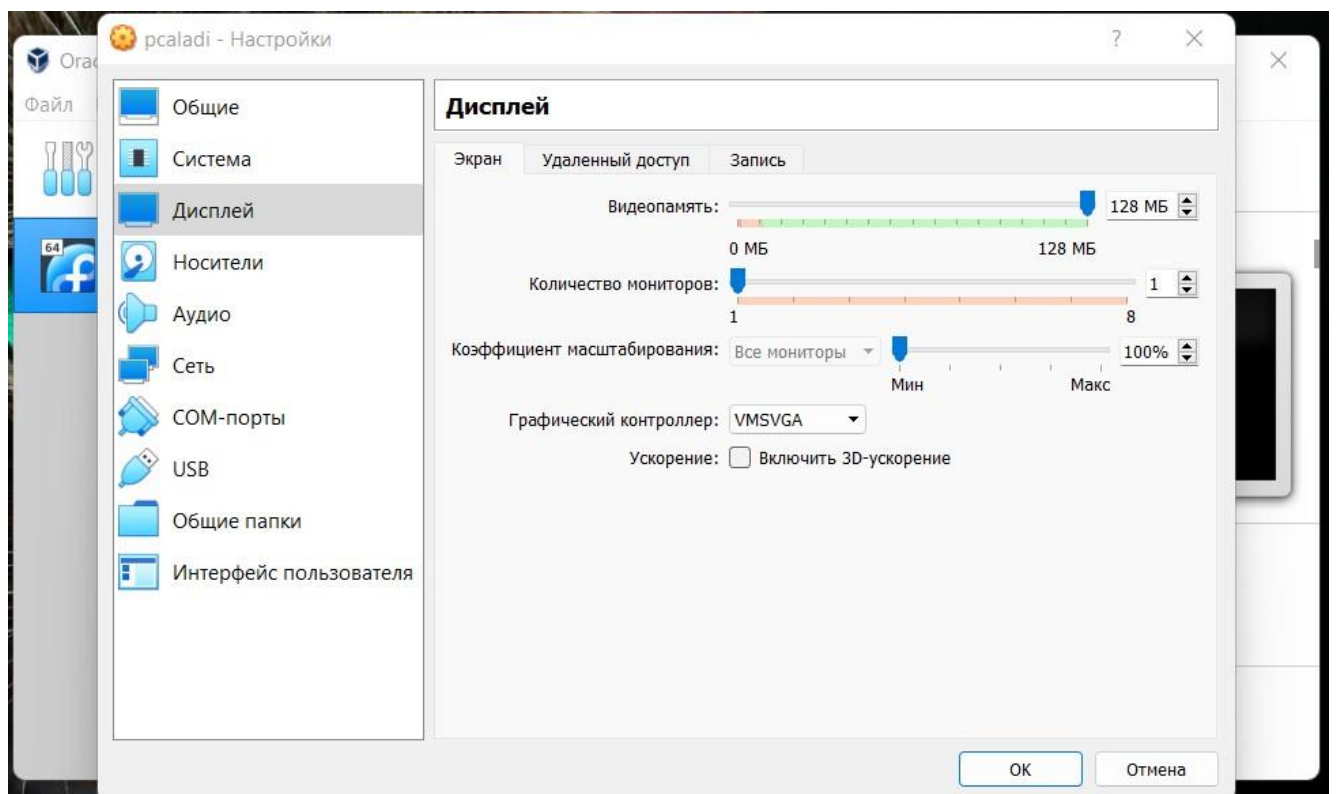 pcaladi - Настройки
?
Orac
Файл
64
Общие
Система
Дисплей
Носители
Аудио
Сеть
COM-порты
USB
Общие папки
Интерфейс пользователя
Дисплей
Экран Удаленный доступ Запись
Видеопамять: 128 МБ
0 МБ 128 МБ
Количество мониторов: 1
1 8
Коэффициент масштабирования: Все мониторы 100%
Мин Макс
Графический контроллер: VMSVGA
Ускорение: Включить 3D-ускорение
OK Отмена